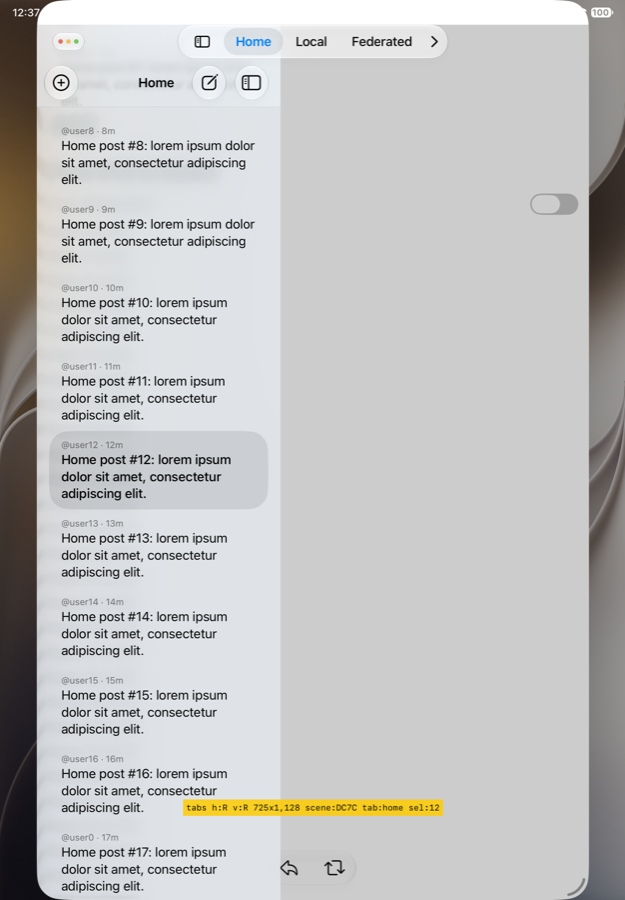 12:37
100
Home
Local
Federated
Home
@user8 · 8m
Home post #8: lorem ipsum dolor
sit amet, consectetur adipiscing
elit.
@user9 · 9m
Home post #9: lorem ipsum dolor
sit amet, consectetur adipiscing
elit.
@user10 · 10m
Home post #10: lorem ipsum
dolor sit amet, consectetur
adipiscing elit.
@user11 · 11m
Home post #11: lorem ipsum
dolor sit amet, consectetur
adipiscing elit.
@user12 · 12m
Home post #12: lorem ipsum
dolor sit amet, consectetur
adipiscing elit.
@user13 · 13m
Home post #13: lorem ipsum
dolor sit amet, consectetur
adipiscing elit.
@user14 · 14m
Home post #14: lorem ipsum
dolor sit amet, consectetur
adipiscing elit.
@user15 · 15m
Home post #15: lorem ipsum
dolor sit amet, consectetur
adipiscing elit.
@user16 · 16m
Home post #16: lorem ipsum
dolor sit amet, consectetur
adipiscing elit.
tabs h:R v:R 725x1,128 scene:DC7C tab:home sel:12
@user0 · 17m
Home post #17: lorem ipsum
dolor sit amet, consectetur
adipiscing elit.